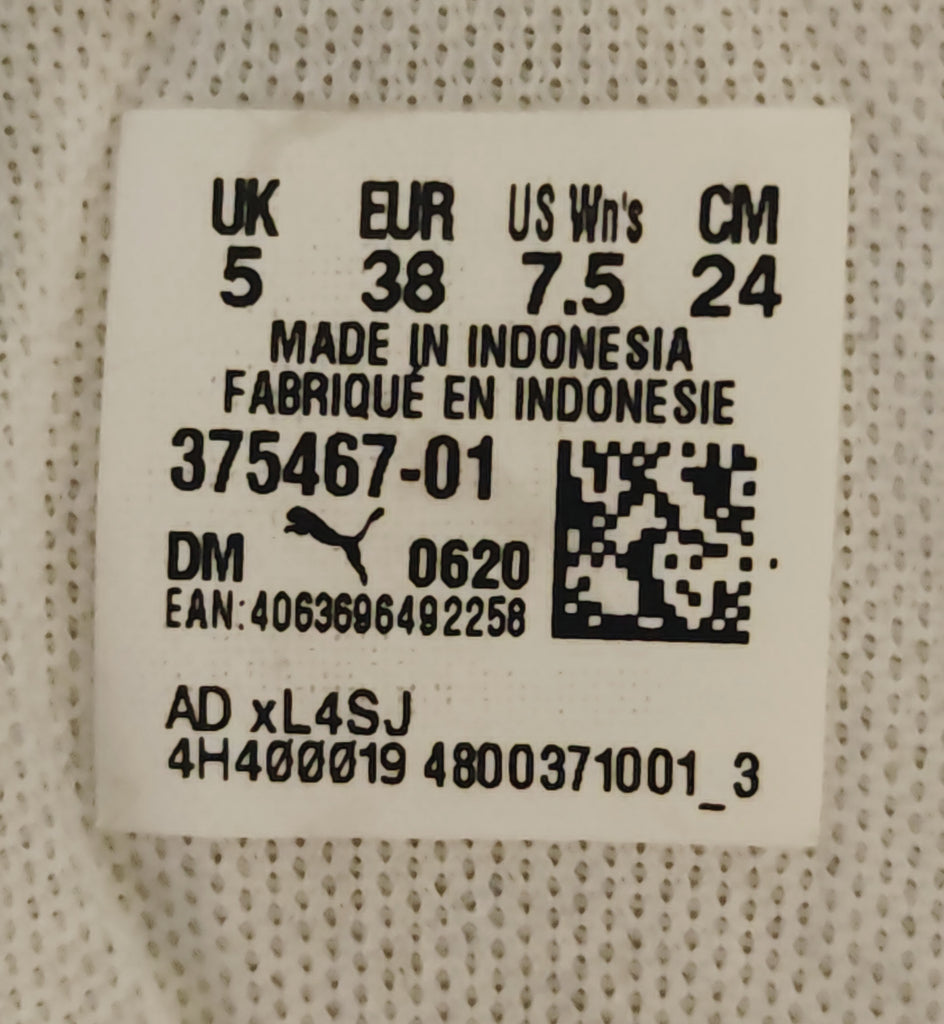 UK EUR US Wn's CM
5 38 7.5 24
MADE IN INDONESIA
FABRIQUÉ EN INDONESIE
375467-01
DM 0620
EAN:4063696492258
AD xL4SJ
4H400019 4800371001_3